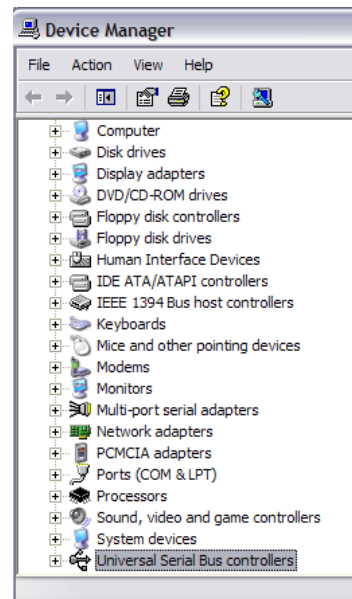 Device Manager
File Action View Help
Computer
Disk drives
Display adapters
DVD/CD-ROM drives
Floppy disk controllers
Floppy disk drives
Human Interface Devices
IDE ATA/ATAPI controllers
IEEE 1394 Bus host controllers
Keyboards
Mice and other pointing devices
Modems
Monitors
Multi-port serial adapters
Network adapters
PCMCIA adapters
Ports (COM & LPT)
Processors
Sound, video and game controllers
System devices
Universal Serial Bus controllers